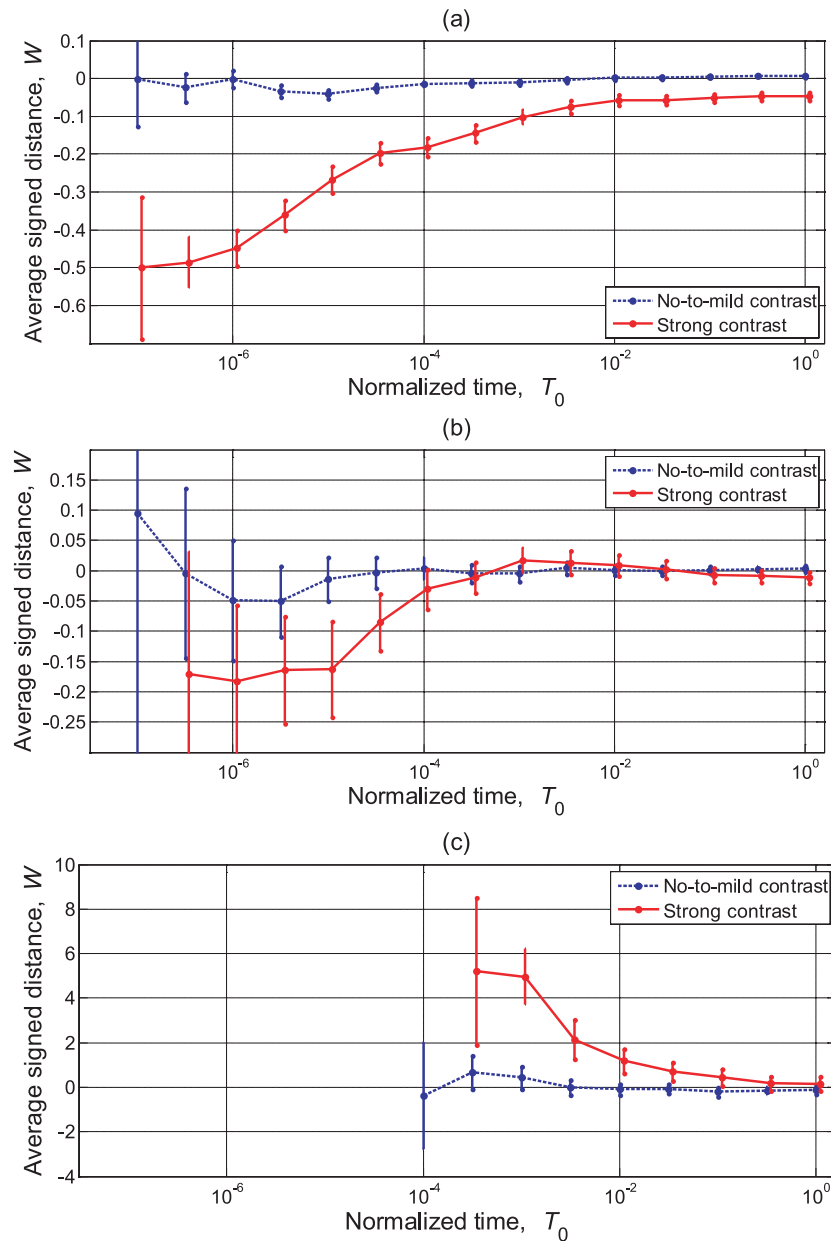 (a)
0.1
0
-0.1
-0.2
-0.3
-0.4
-0.5
-0.6
Average signed distance, W
No-to-mild contrast
Strong contrast
10^-6
10^-4
10^-2
10^0
Normalized time, T_0
(b)
0.15
0.1
0.05
0
-0.05
-0.1
-0.15
-0.2
-0.25
Average signed distance, W
No-to-mild contrast
Strong contrast
10^-6
10^-4
10^-2
10^0
Normalized time, T_0
(c)
10
8
6
4
2
0
-2
-4
Average signed distance, W
No-to-mild contrast
Strong contrast
10^-6
10^-4
10^-2
10^0
Normalized time, T_0